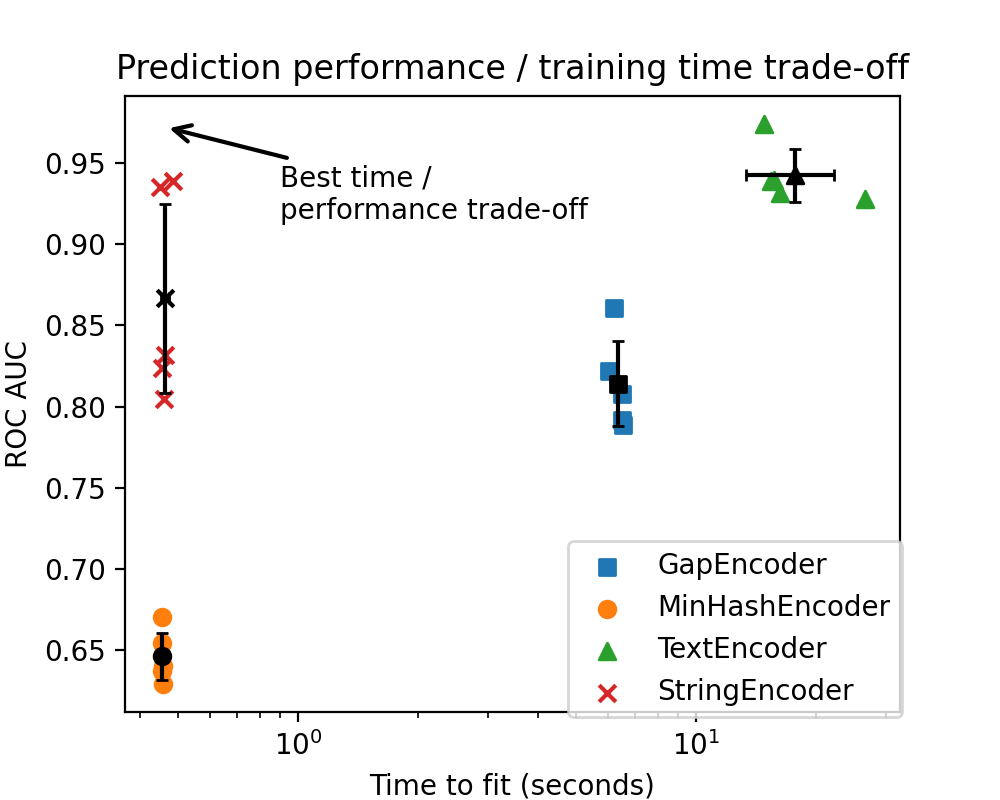 Prediction performance / training time trade-off
Best time /
performance trade-off
ROC AUC
0.95
0.90
0.85
0.80
0.75
0.70
0.65
GapEncoder
MinHashEncoder
TextEncoder
StringEncoder
10⁰
10¹
Time to fit (seconds)